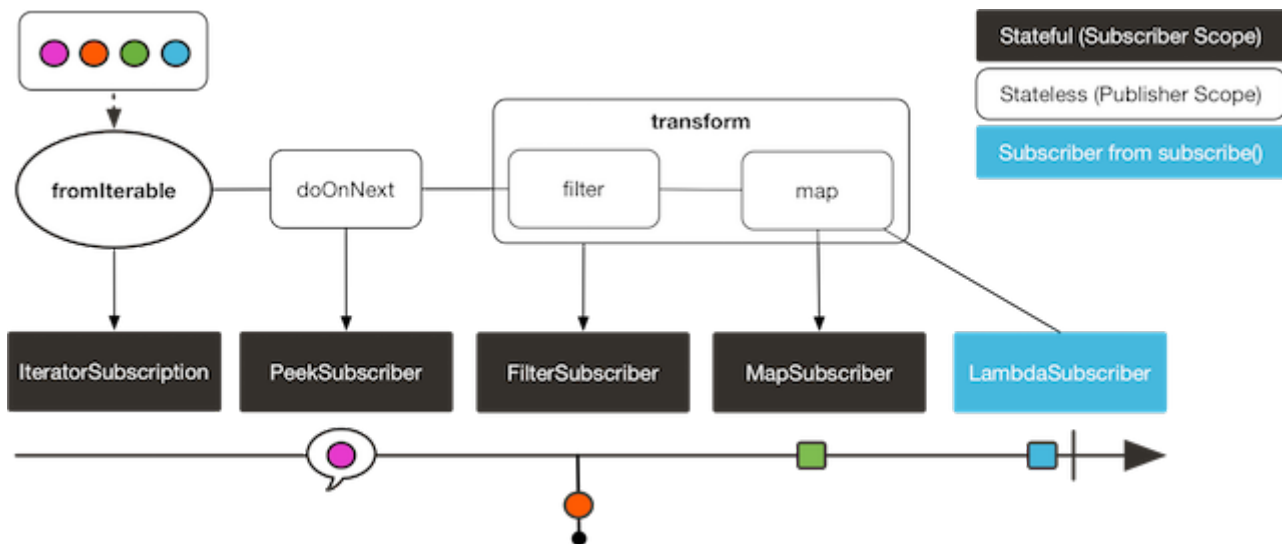 Stateful (Subscriber Scope)
Stateless (Publisher Scope)
Subscriber from subscribe()
transform
fromIterable
doOnNext
filter
map
IteratorSubscription
PeekSubscriber
FilterSubscriber
MapSubscriber
LambdaSubscriber